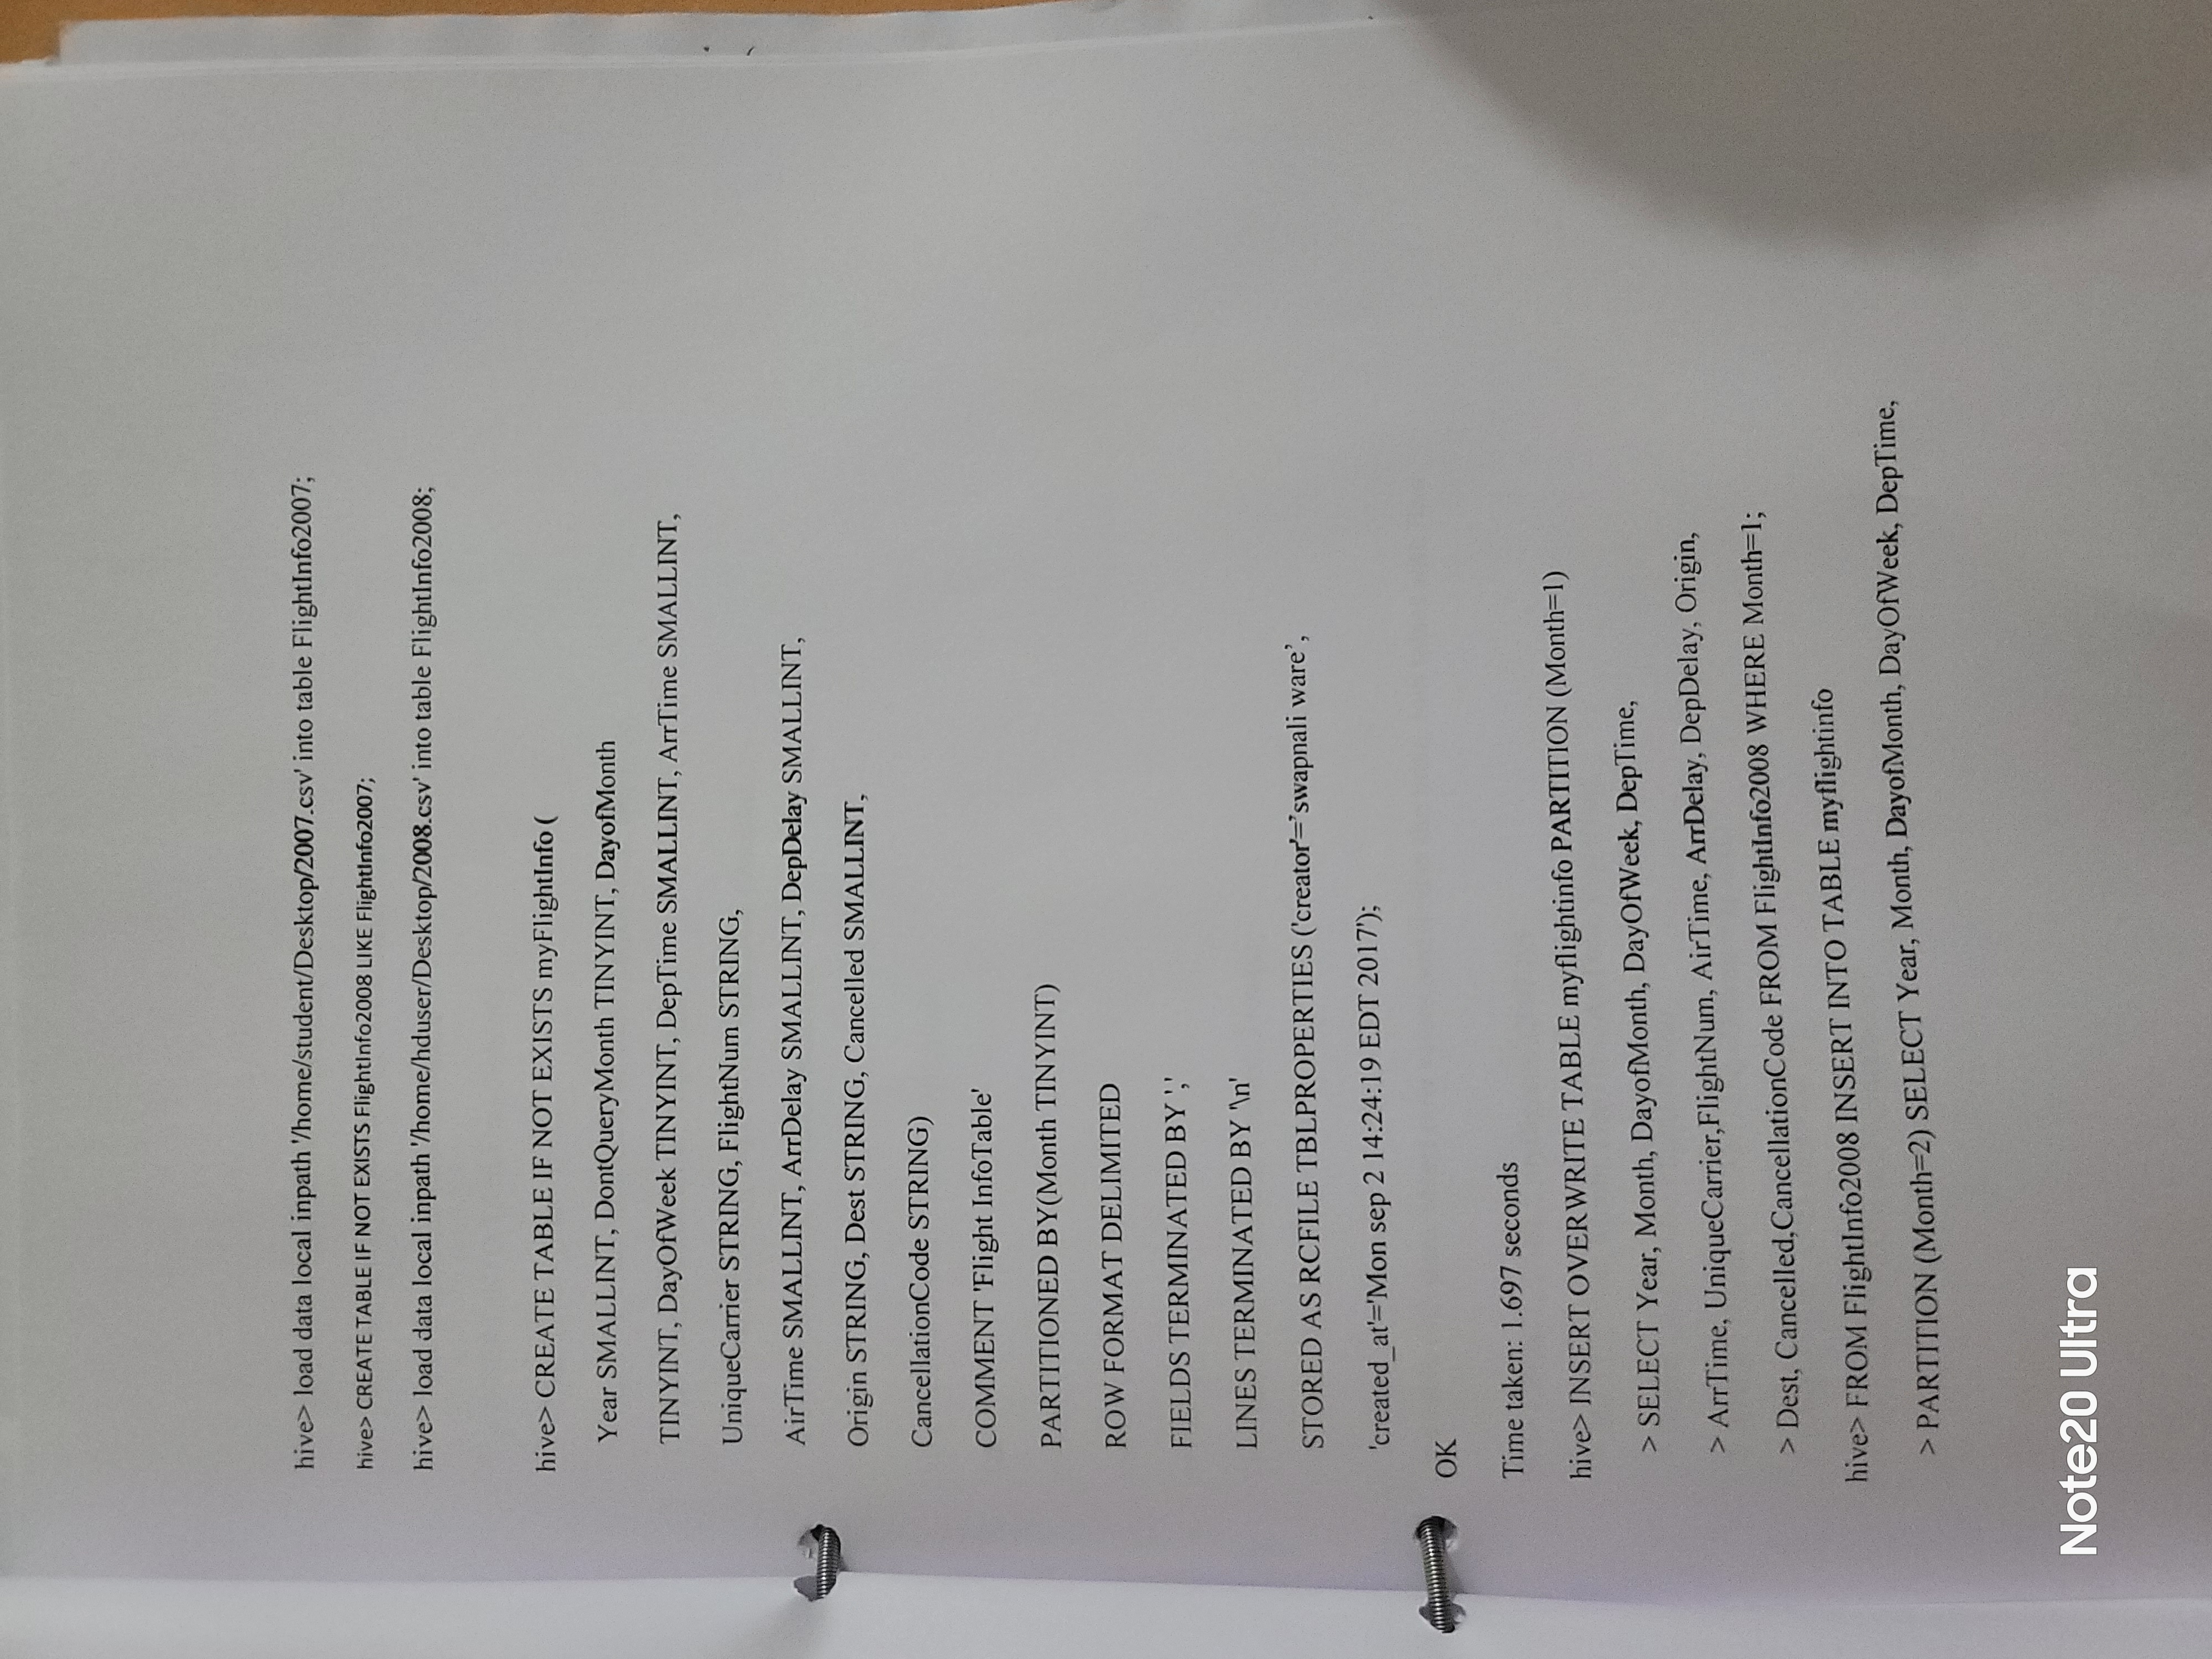 hive> load data local inpath '/home/student/Desktop/2007.csv' into table FlightInfo2007;
hive> CREATE TABLE IF NOT EXISTS FlightInfo2008 LIKE FlightInfo2007;
hive> load data local inpath '/home/hduser/Desktop/2008.csv' into table FlightInfo2008;
hive> CREATE TABLE IF NOT EXISTS myFlightInfo (
Year SMALLINT, DontQueryMonth TINYINT, DayofMonth
TINYINT, DayOfWeek TINYINT, DepTime SMALLINT, ArrTime SMALLINT,
UniqueCarrier STRING, FlightNum STRING,
AirTime SMALLINT, ArrDelay SMALLINT, DepDelay SMALLINT,
Origin STRING, Dest STRING, Cancelled SMALLINT,
CancellationCode STRING)
COMMENT 'Flight InfoTable'
PARTITIONED BY(Month TINYINT)
ROW FORMAT DELIMITED
FIELDS TERMINATED BY ','
LINES TERMINATED BY '\n'
STORED AS RCFILE TBLPROPERTIES ('creator'=’swapnali ware’,
'created_at'='Mon sep 2 14:24:19 EDT 2017');
OK
Time taken: 1.697 seconds
hive> INSERT OVERWRITE TABLE myflightinfo PARTITION (Month=1)
> SELECT Year, Month, DayofMonth, DayOfWeek, DepTime,
> ArrTime, UniqueCarrier,FlightNum, AirTime, ArrDelay, DepDelay, Origin,
> Dest, Cancelled,CancellationCode FROM FlightInfo2008 WHERE Month=1;
hive> FROM FlightInfo2008 INSERT INTO TABLE myflightinfo
> PARTITION (Month=2) SELECT Year, Month, DayofMonth, DayOfWeek, DepTime,
Note20 Ultra